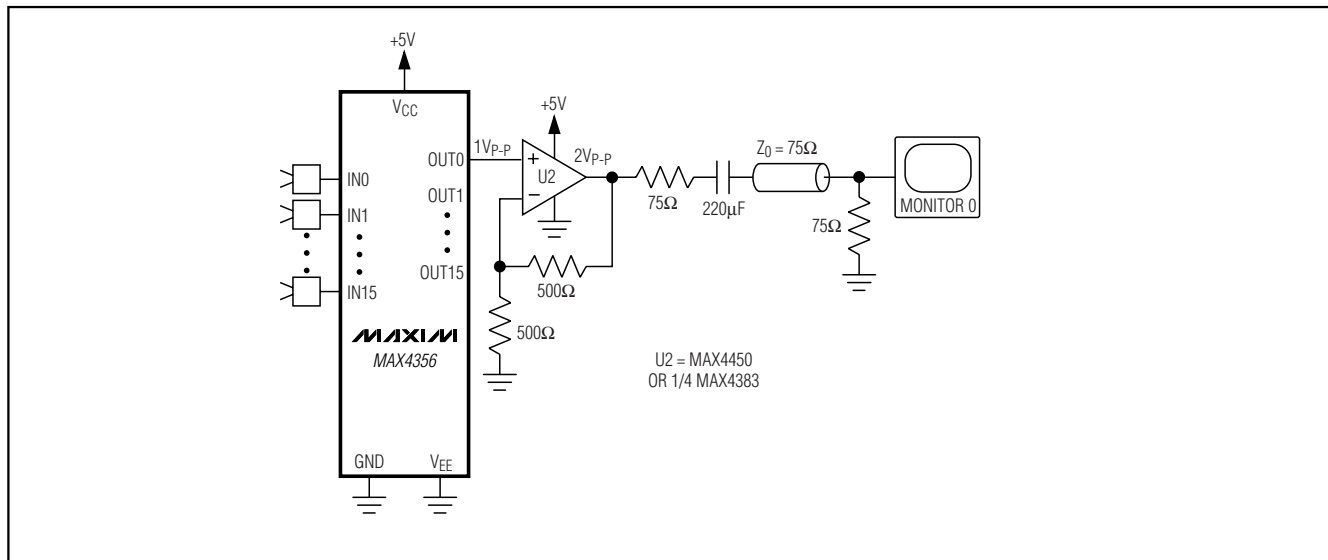 +5V
VCC
+5V
1VP-P
2VP-P
Z0 = 75Ω
OUT0
+
U2
−
IN0
OUT1
75Ω
220µF
MONITOR 0
IN1
75Ω
OUT15
500Ω
IN15
500Ω
MAXIM
MAX4356
U2 = MAX4450
OR 1/4 MAX4383
GND
VEE